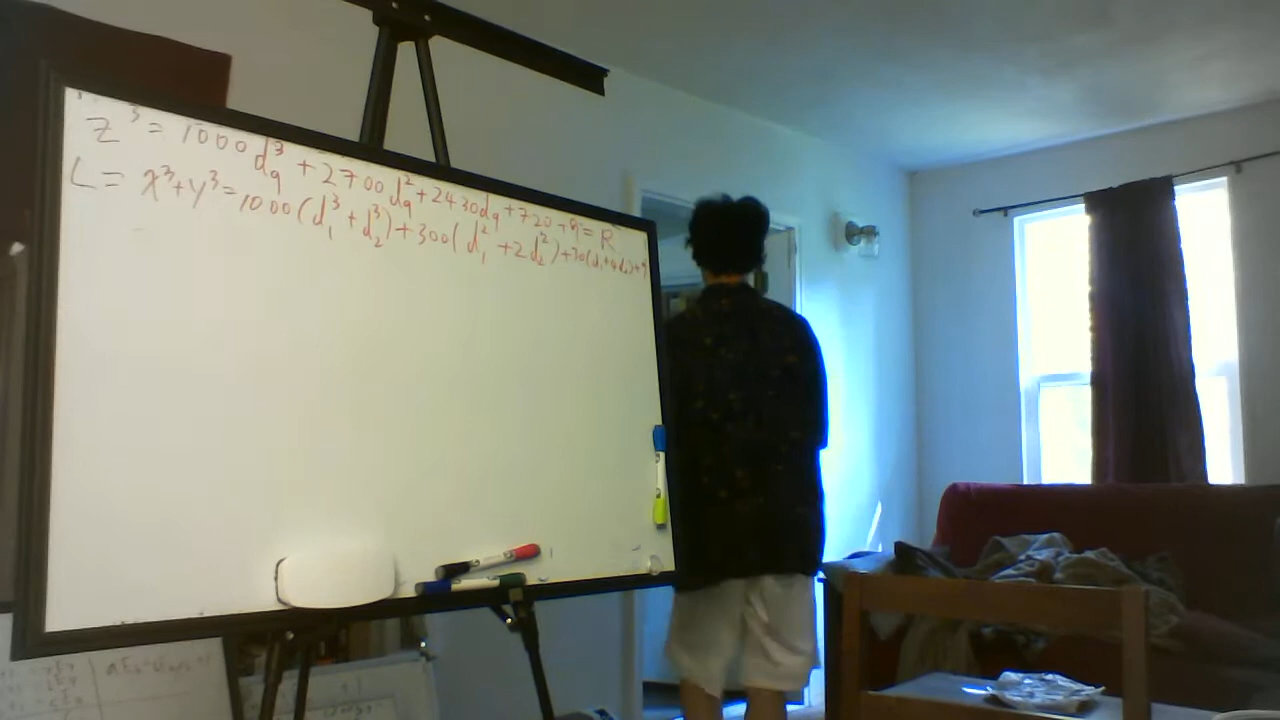 z³ = 1000d₉³ + 2700d₉² + 2430d₉ + 720 + 9 = R
L = x³ + y³ = 1000(d₁³ + d₂³) + 300(d₁² + 2d₂²) + 30(d₁ + 4d₂) + 9